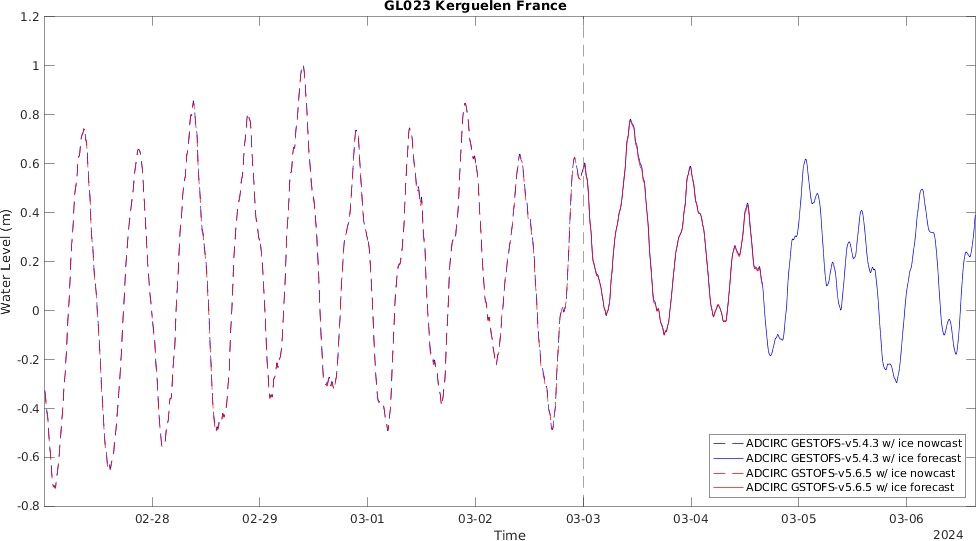 GL023 Kerguelen France
1.2
1
0.8
0.6
0.4
0.2
0
-0.2
-0.4
-0.6
-0.8
Water Level (m)
ADCIRC GESTOFS-v5.4.3 w/ ice nowcast
ADCIRC GESTOFS-v5.4.3 w/ ice forecast
ADCIRC GSTOFS-v5.6.5 w/ ice nowcast
ADCIRC GSTOFS-v5.6.5 w/ ice forecast
02-28 02-29 03-01 03-02 03-03 03-04 03-05 03-06
Time
2024